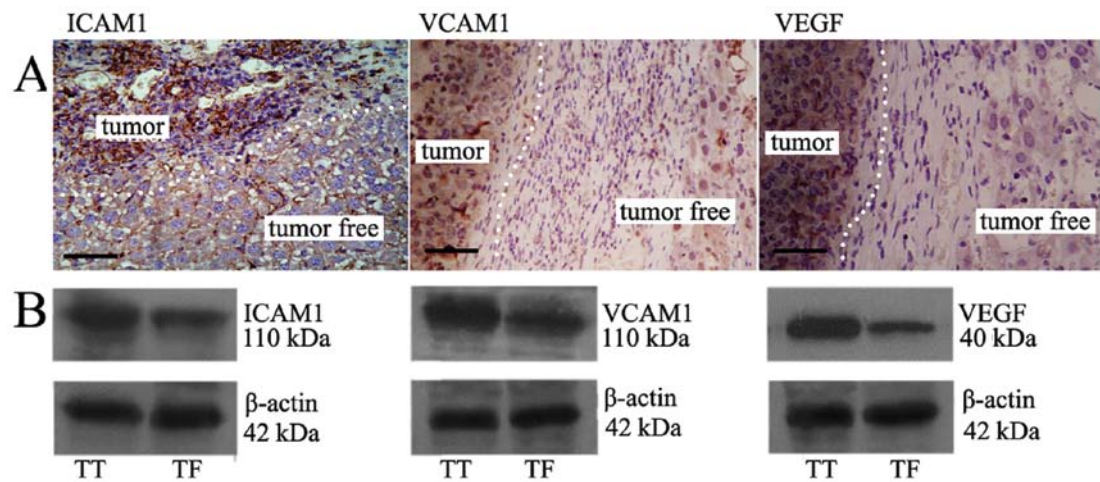 ICAM1
VCAM1
VEGF
A
tumor
tumor free
tumor
tumor free
tumor
tumor free
B
ICAM1
110 kDa
VCAM1
110 kDa
VEGF
40 kDa
β-actin
42 kDa
β-actin
42 kDa
β-actin
42 kDa
TT TF
TT TF
TT TF